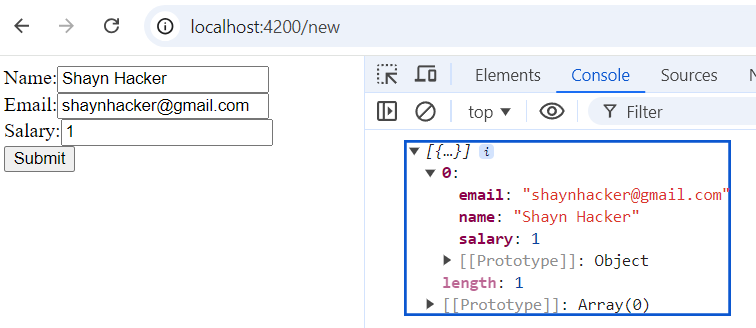 localhost:4200/new
Name: Shayn Hacker
Email: shaynhacker@gmail.com
Salary: 1
Submit
Elements Console Sources
top Filter
[{…}] i
0:
email: "shaynhacker@gmail.com"
name: "Shayn Hacker"
salary: 1
[[Prototype]]: Object
length: 1
[[Prototype]]: Array(0)